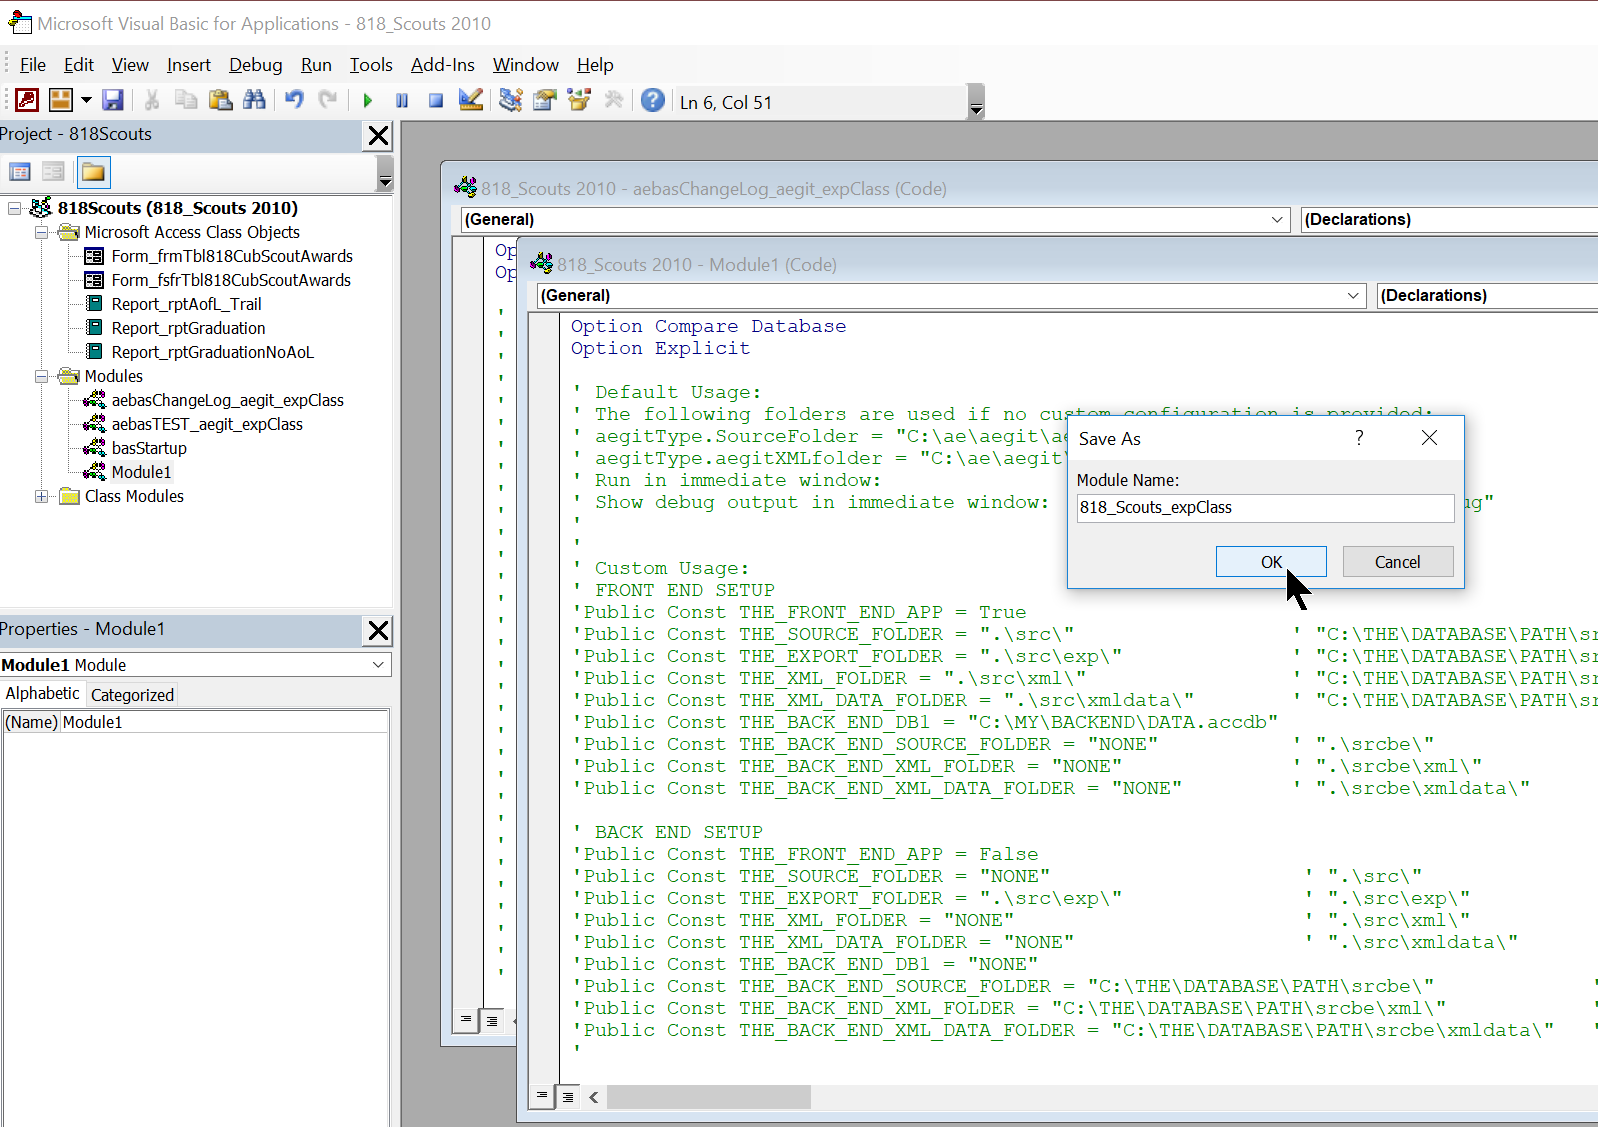 Microsoft Visual Basic for Applications - 818_Scouts 2010
File Edit View Insert Debug Run Tools Add-Ins Window Help
Ln 6, Col 51
Project - 818Scouts
818Scouts (818_Scouts 2010)
Microsoft Access Class Objects
Form_frmTbl818CubScoutAwards
Form_fsfrTbl818CubScoutAwards
Report_rptAofL_Trail
Report_rptGraduation
Report_rptGraduationNoAoL
Modules
aebasChangeLog_aegit_expClass
aebasTEST_aegit_expClass
basStartup
Module1
Class Modules
Properties - Module1
Module1 Module
Alphabetic Categorized
(Name) Module1
818_Scouts 2010 - aebasChangeLog_aegit_expClass (Code)
(General) (Declarations)
Op
Op
818_Scouts 2010 - Module1 (Code)
(General) (Declarations)
Option Compare Database
Option Explicit
' Default Usage:
' The following folders are used if no custom configuration is provided:
' aegitType.SourceFolder = "C:\ae\aegit\ae
' aegitType.aegitXMLfolder = "C:\ae\aegit\
' Run in immediate window:
' Show debug output in immediate window: ug"
'
'
' Custom Usage:
' FRONT END SETUP
'Public Const THE_FRONT_END_APP = True
'Public Const THE_SOURCE_FOLDER = ".\src\" ' "C:\THE\DATABASE\PATH\sr
'Public Const THE_EXPORT_FOLDER = ".\src\exp\" ' "C:\THE\DATABASE\PATH\sr
'Public Const THE_XML_FOLDER = ".\src\xml\" ' "C:\THE\DATABASE\PATH\sr
'Public Const THE_XML_DATA_FOLDER = ".\src\xmldata\" ' "C:\THE\DATABASE\PATH\sr
'Public Const THE_BACK_END_DB1 = "C:\MY\BACKEND\DATA.accdb"
'Public Const THE_BACK_END_SOURCE_FOLDER = "NONE" ' ".\srcbe\"
'Public Const THE_BACK_END_XML_FOLDER = "NONE" ' ".\srcbe\xml\"
'Public Const THE_BACK_END_XML_DATA_FOLDER = "NONE" ' ".\srcbe\xmldata\"
' BACK END SETUP
'Public Const THE_FRONT_END_APP = False
'Public Const THE_SOURCE_FOLDER = "NONE" ' ".\src\"
'Public Const THE_EXPORT_FOLDER = ".\src\exp\" ' ".\src\exp\"
'Public Const THE_XML_FOLDER = "NONE" ' ".\src\xml\"
'Public Const THE_XML_DATA_FOLDER = "NONE" ' ".\src\xmldata\"
'Public Const THE_BACK_END_DB1 = "NONE"
'Public Const THE_BACK_END_SOURCE_FOLDER = "C:\THE\DATABASE\PATH\srcbe\" '
'Public Const THE_BACK_END_XML_FOLDER = "C:\THE\DATABASE\PATH\srcbe\xml\" '
'Public Const THE_BACK_END_XML_DATA_FOLDER = "C:\THE\DATABASE\PATH\srcbe\xmldata\" '
'
Save As
Module Name:
818_Scouts_expClass
OK Cancel